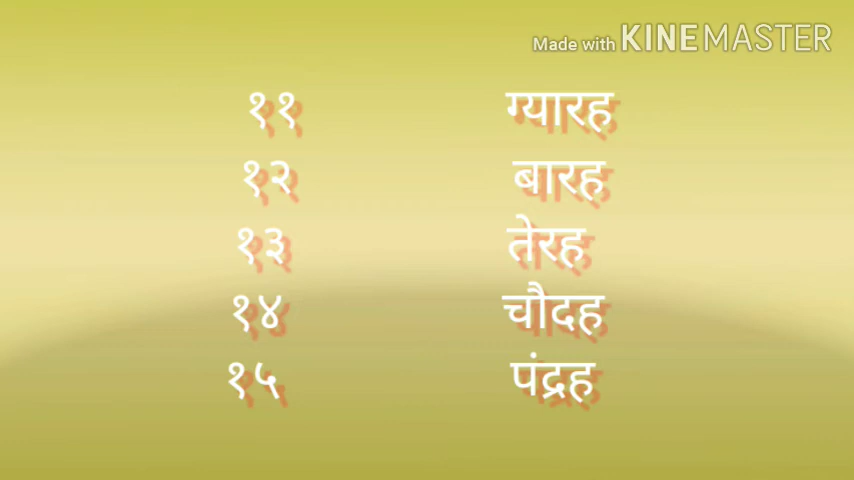 Made with KINEMASTER
११ ग्यारह
१२ बारह
१३ तेरह
१४ चौदह
१५ पंद्रह